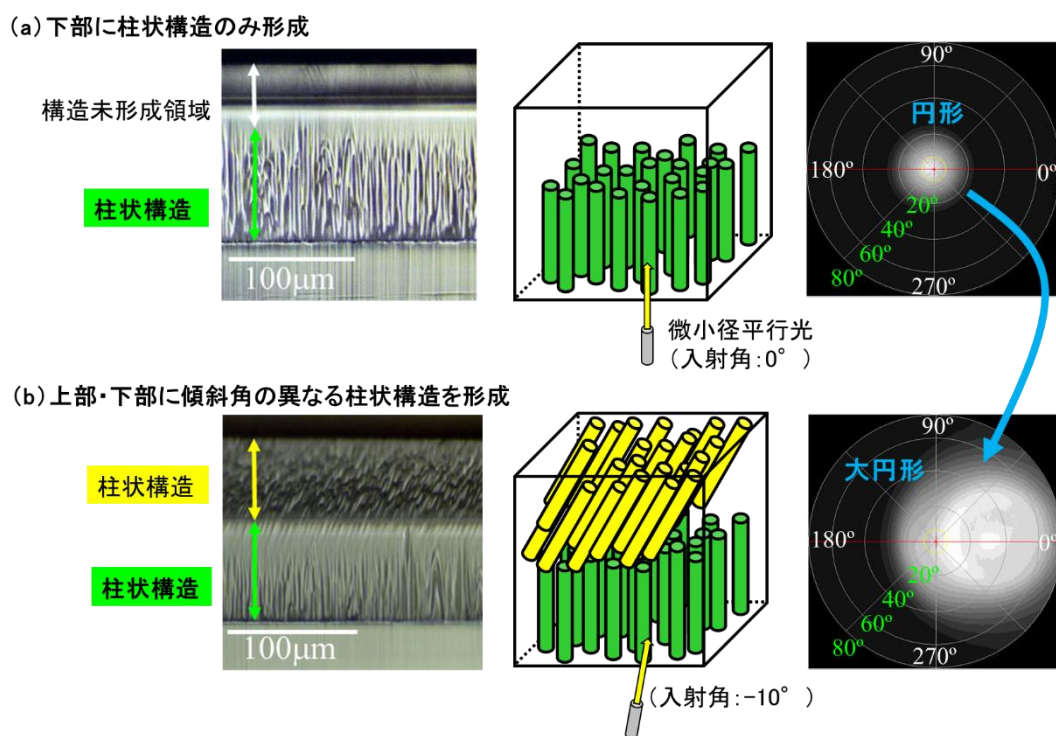 (a)下部に柱状構造のみ形成
構造未形成領域
柱状構造
100μm
微小径平行光
(入射角:0°)
90°
円形
180°
0°
20°
40°
60°
80°
270°
(b)上部・下部に傾斜角の異なる柱状構造を形成
柱状構造
柱状構造
100μm
(入射角:-10°)
90°
大円形
180°
0°
20°
40°
60°
80°
270°